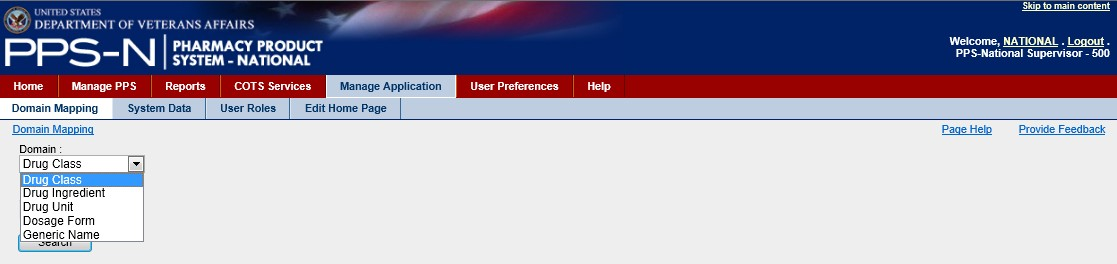 Skip to main content
UNITED STATES
DEPARTMENT OF VETERANS AFFAIRS
PPS-N PHARMACY PRODUCT
SYSTEM - NATIONAL
Welcome, NATIONAL . Logout .
PPS-National Supervisor - 500
Home Manage PPS Reports COTS Services Manage Application User Preferences Help
Domain Mapping System Data User Roles Edit Home Page
Domain Mapping Page Help Provide Feedback
Domain :
Drug Class
Drug Class
Drug Ingredient
Drug Unit
Dosage Form
Generic Name
Search